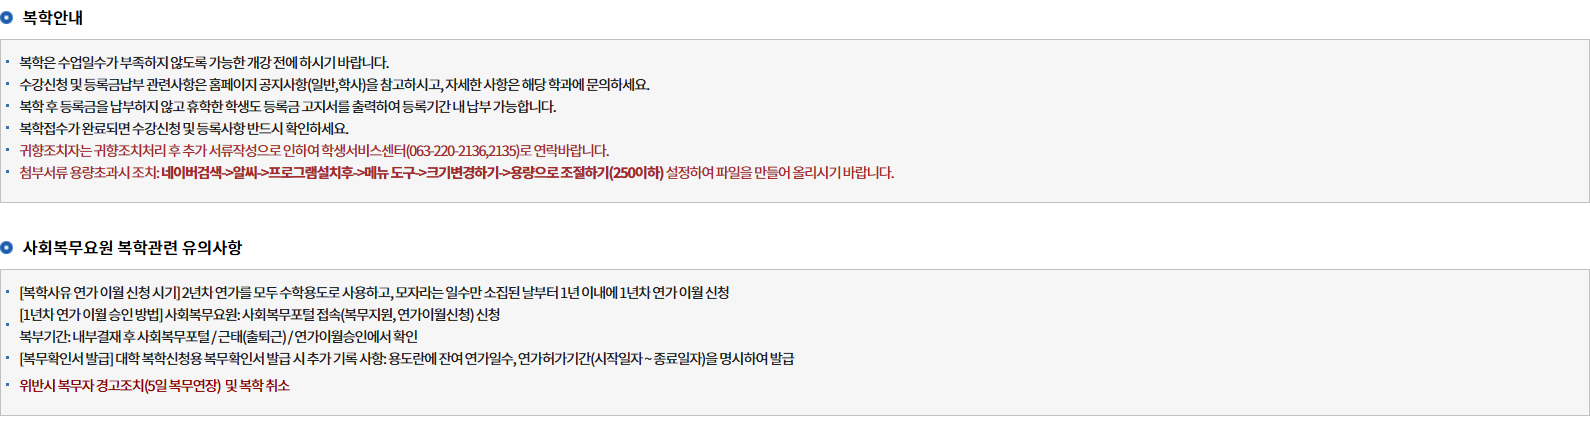 복학안내
복학은 수업일수가 부족하지 않도록 가능한 개강 전에 하시기 바랍니다.
수강신청 및 등록금납부 관련사항은 홈페이지 공지사항(일반,학사)을 참고하시고, 자세한 사항은 해당 학과에 문의하세요.
복학 후 등록금을 납부하지 않고 휴학한 학생도 등록금 고지서를 출력하여 등록기간 내 납부 가능합니다.
복학접수가 완료되면 수강신청 및 등록사항 반드시 확인하세요.
귀향조치자는 귀향조치처리 후 추가 서류작성으로 인하여 학생서비스센터(063-220-2136,2135)로 연락바랍니다.
첨부서류 용량초과시 조치: 네이버검색->알씨->프로그램설치후->메뉴 도구->크기변경하기->용량으로 조절하기(250이하) 설정하여 파일을 만들어 올리시기 바랍니다.
사회복무요원 복학관련 유의사항
[복학사유 연가 이월 신청 시기] 2년차 연가를 모두 수학용도로 사용하고, 모자라는 일수만 소집된 날부터 1년 이내에 1년차 연가 이월 신청
[1년차 연가 이월 승인 방법] 사회복무요원: 사회복무포털 접속(복무지원, 연가이월신청) 신청
복부기간: 내부결재 후 사회복무포털 / 근태(출퇴근) / 연가이월승인에서 확인
[복무확인서 발급] 대학 복학신청용 복무확인서 발급 시 추가 기록 사항: 용도란에 잔여 연가일수, 연가허가기간(시작일자 ~ 종료일자)을 명시하여 발급
위반시 복무자 경고조치(5일 복무연장) 및 복학 취소